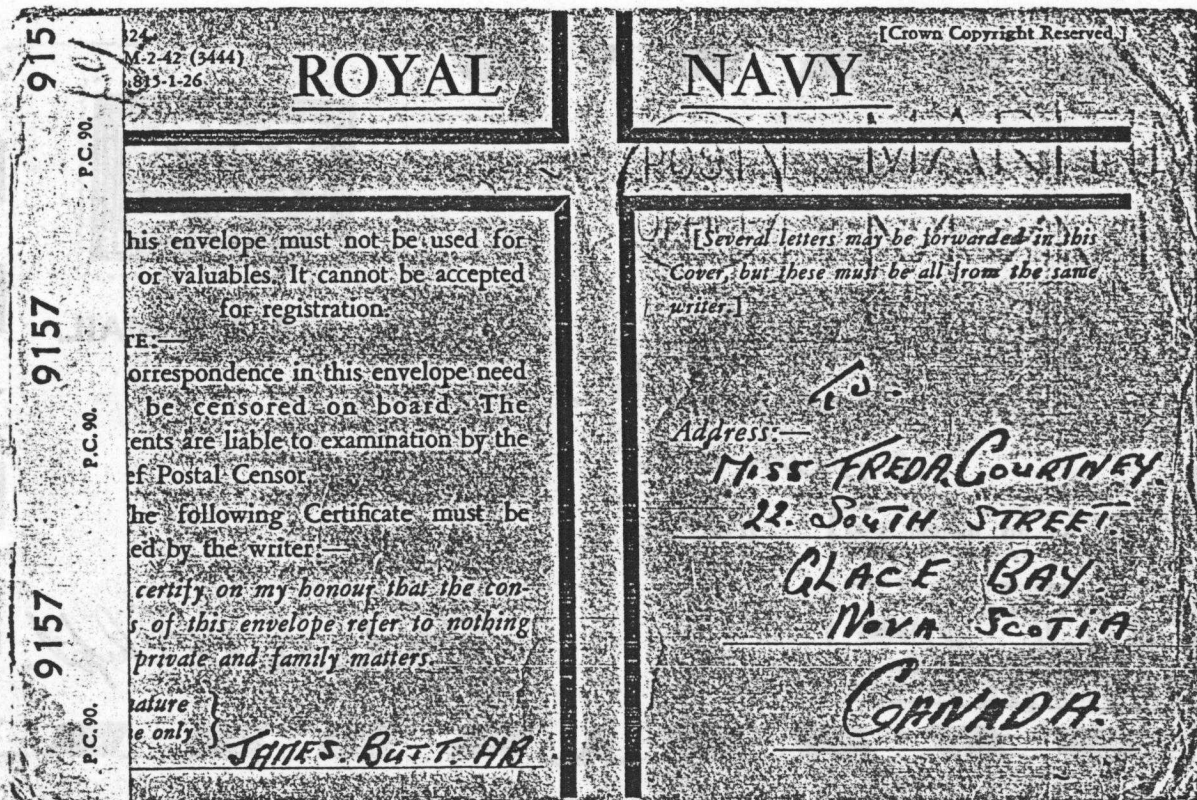 9157
P.C. 90.
9157
P.C. 90.
9157
P.C. 90.
324.
M-2-42 (3444)
815-1-26
ROYAL NAVY
[Crown Copyright Reserved.]
POST
MARITI
his envelope must not be used for
or valuables. It cannot be accepted
for registration.
TE:—
orrespondence in this envelope need
be censored on board. The
ents are liable to examination by the
ef Postal Censor.
he following Certificate must be
ed by the writer:—
certify on my honour that the con-
s of this envelope refer to nothing
private and family matters.
nature
e only
JAMES. BUTT. AB
[Several letters may be forwarded in this
Cover, but these must be all from the same
writer.]
To.
Address:—
MISS FREDA. COURTNEY.
22. SOUTH STREET.
GLACE BAY.
NOVA SCOTIA
CANADA.